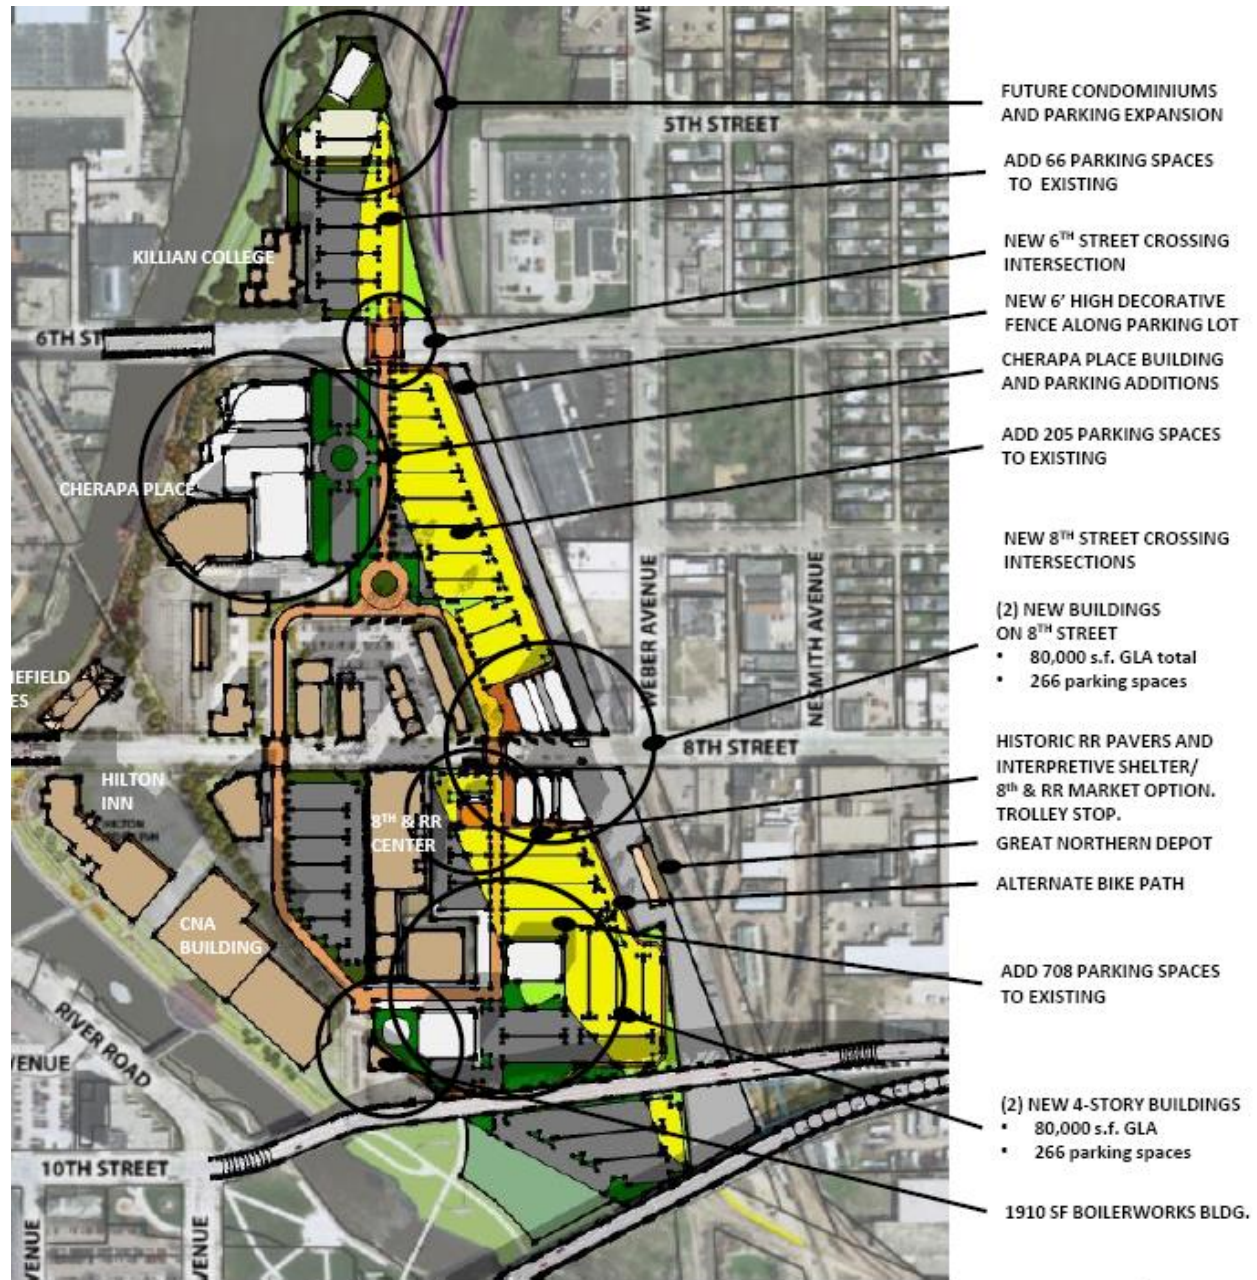 FUTURE CONDOMINIUMS
AND PARKING EXPANSION
ADD 66 PARKING SPACES
TO EXISTING
NEW 6TH STREET CROSSING
INTERSECTION
NEW 6' HIGH DECORATIVE
FENCE ALONG PARKING LOT
CHERAPA PLACE BUILDING
AND PARKING ADDITIONS
ADD 205 PARKING SPACES
TO EXISTING
NEW 8TH STREET CROSSING
INTERSECTIONS
(2) NEW BUILDINGS
ON 8TH STREET
• 80,000 s.f. GLA total
• 266 parking spaces
HISTORIC RR PAVERS AND
INTERPRETIVE SHELTER/
8th & RR MARKET OPTION.
TROLLEY STOP.
GREAT NORTHERN DEPOT
ALTERNATE BIKE PATH
ADD 708 PARKING SPACES
TO EXISTING
(2) NEW 4-STORY BUILDINGS
• 80,000 s.f. GLA
• 266 parking spaces
1910 SF BOILERWORKS BLDG.
WE
5TH STREET
KILLIAN COLLEGE
6TH ST
CHERAPA PLACE
WEBER AVENUE
NESMITH AVENUE
IEFIELD
ES
8TH STREET
HILTON
INN
8TH & RR
CENTER
CNA
BUILDING
RIVER ROAD
VENUE
10TH STREET
VENUE
VENUE